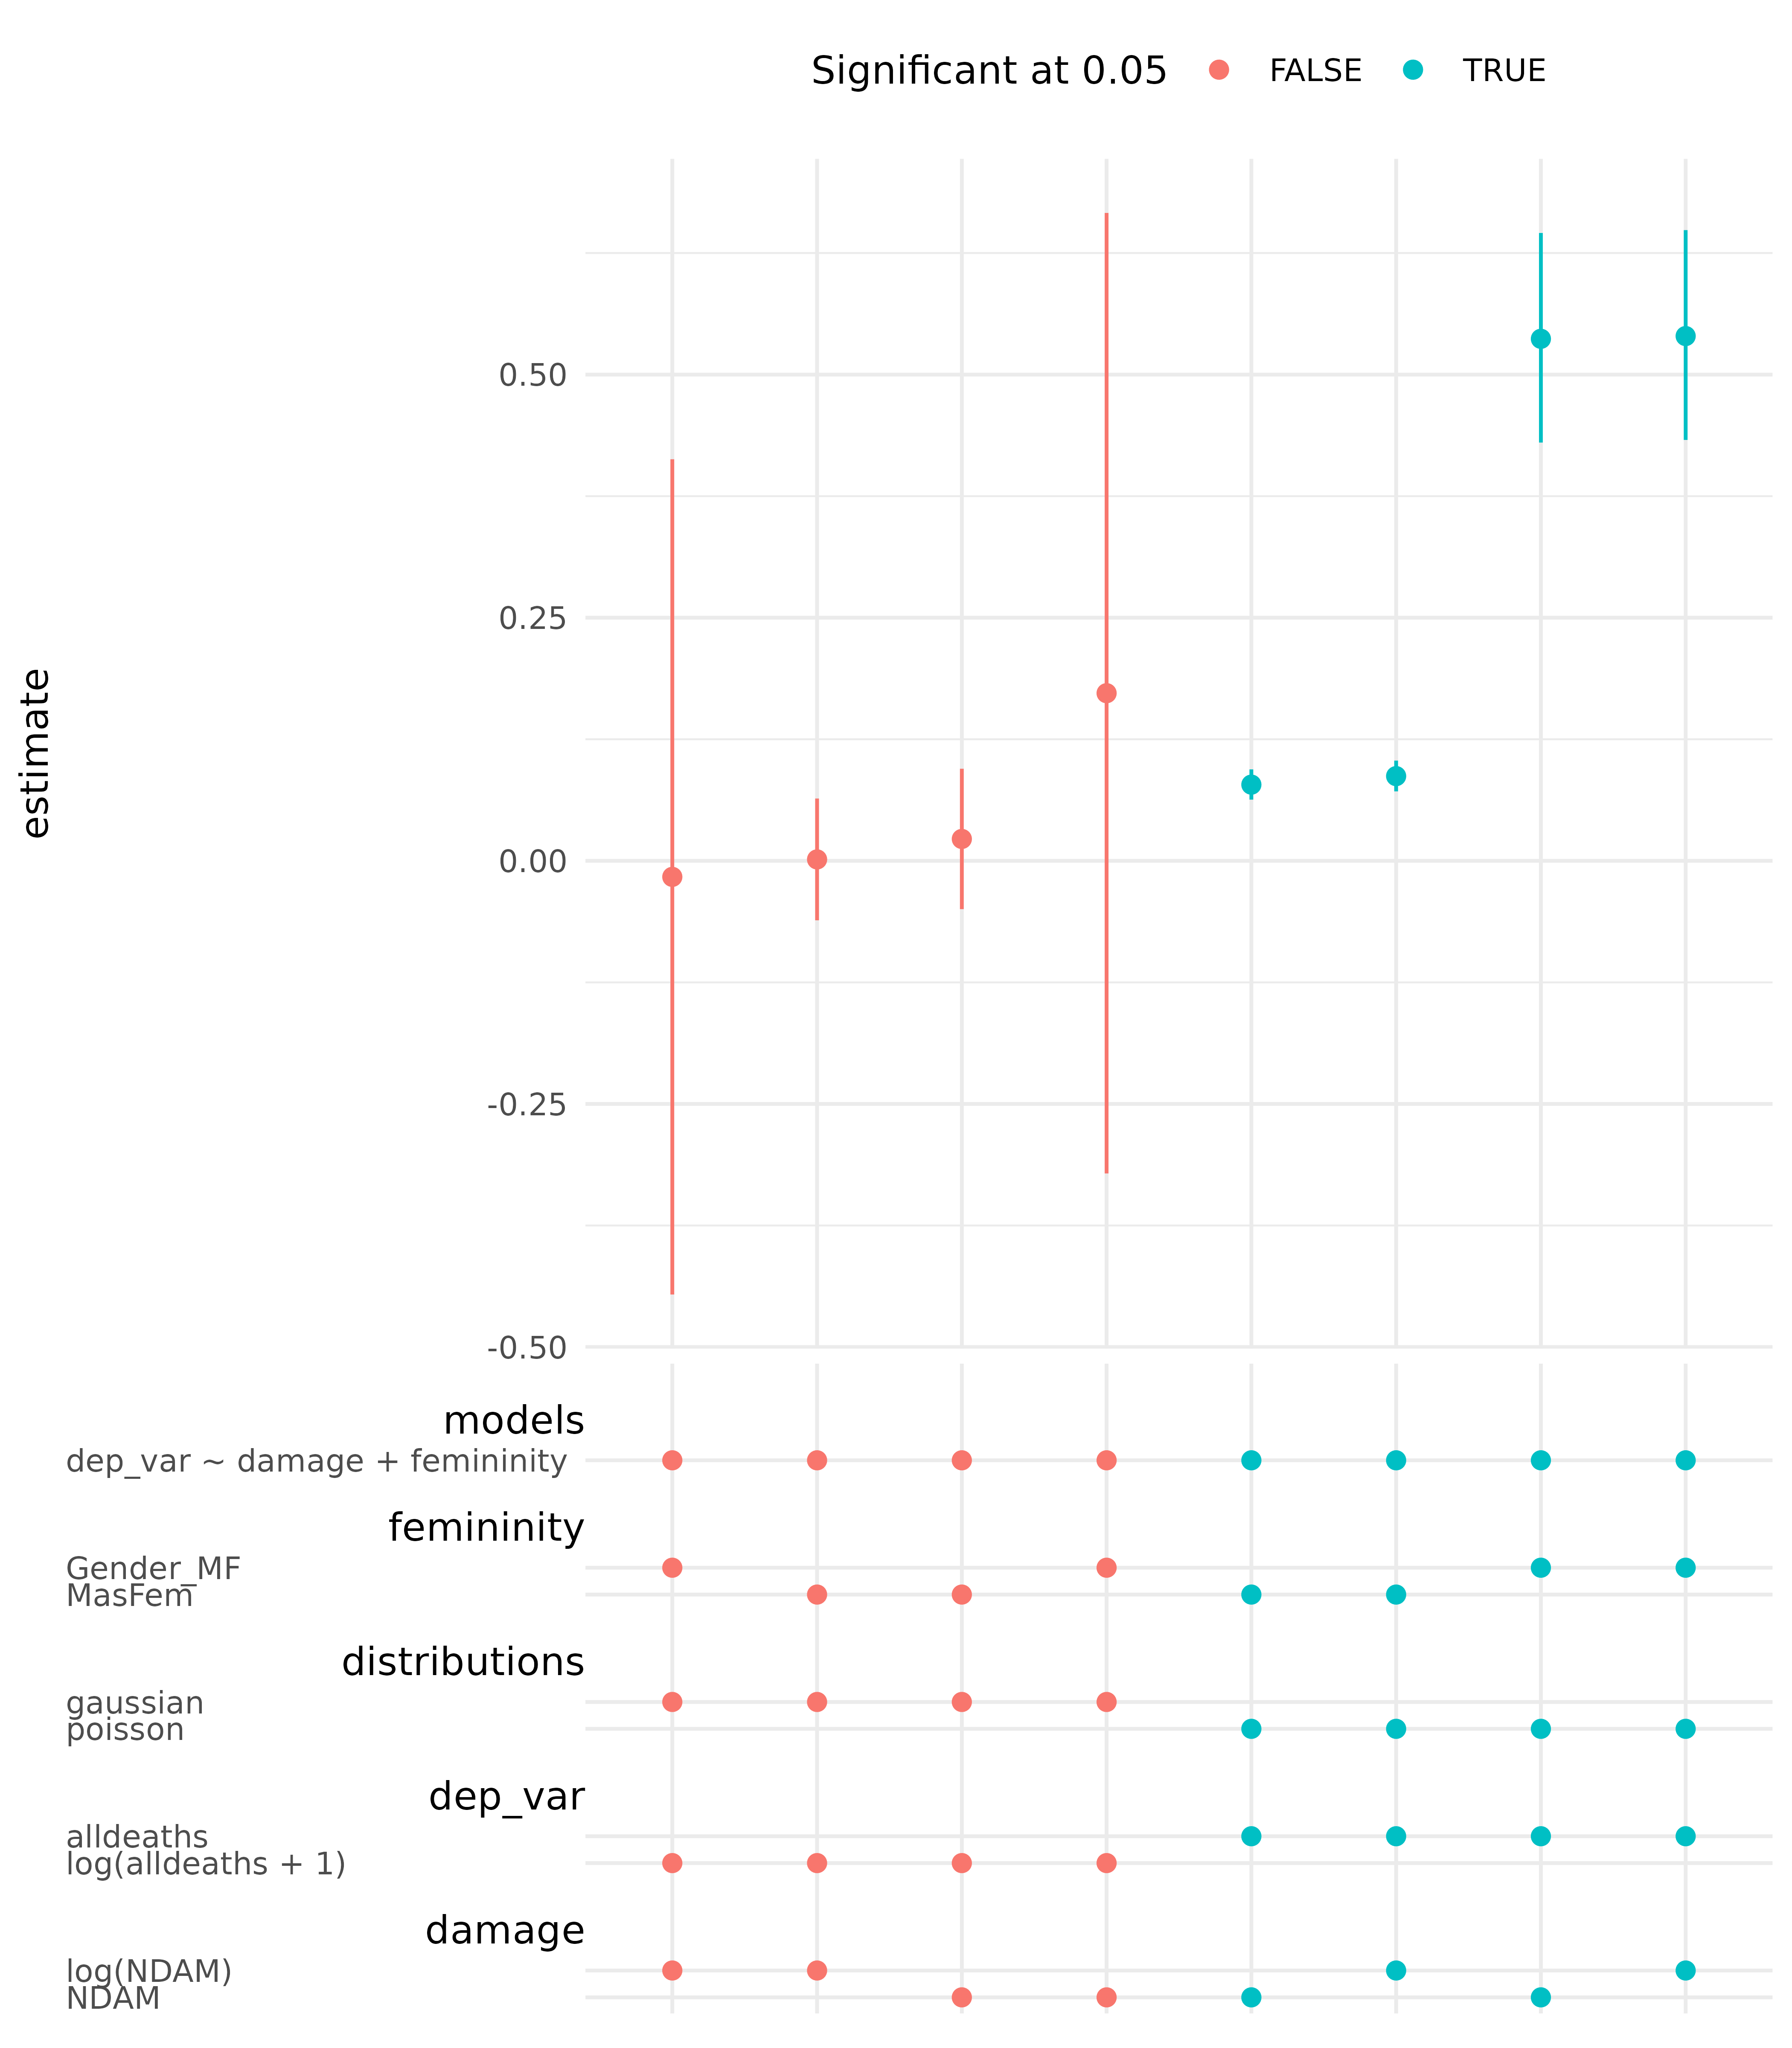 Significant at 0.05 FALSE TRUE
estimate
0.50
0.25
0.00
-0.25
-0.50
models
dep_var ~ damage + femininity
femininity
Gender_MF
MasFem
distributions
gaussian
poisson
dep_var
alldeaths
log(alldeaths + 1)
damage
log(NDAM)
NDAM